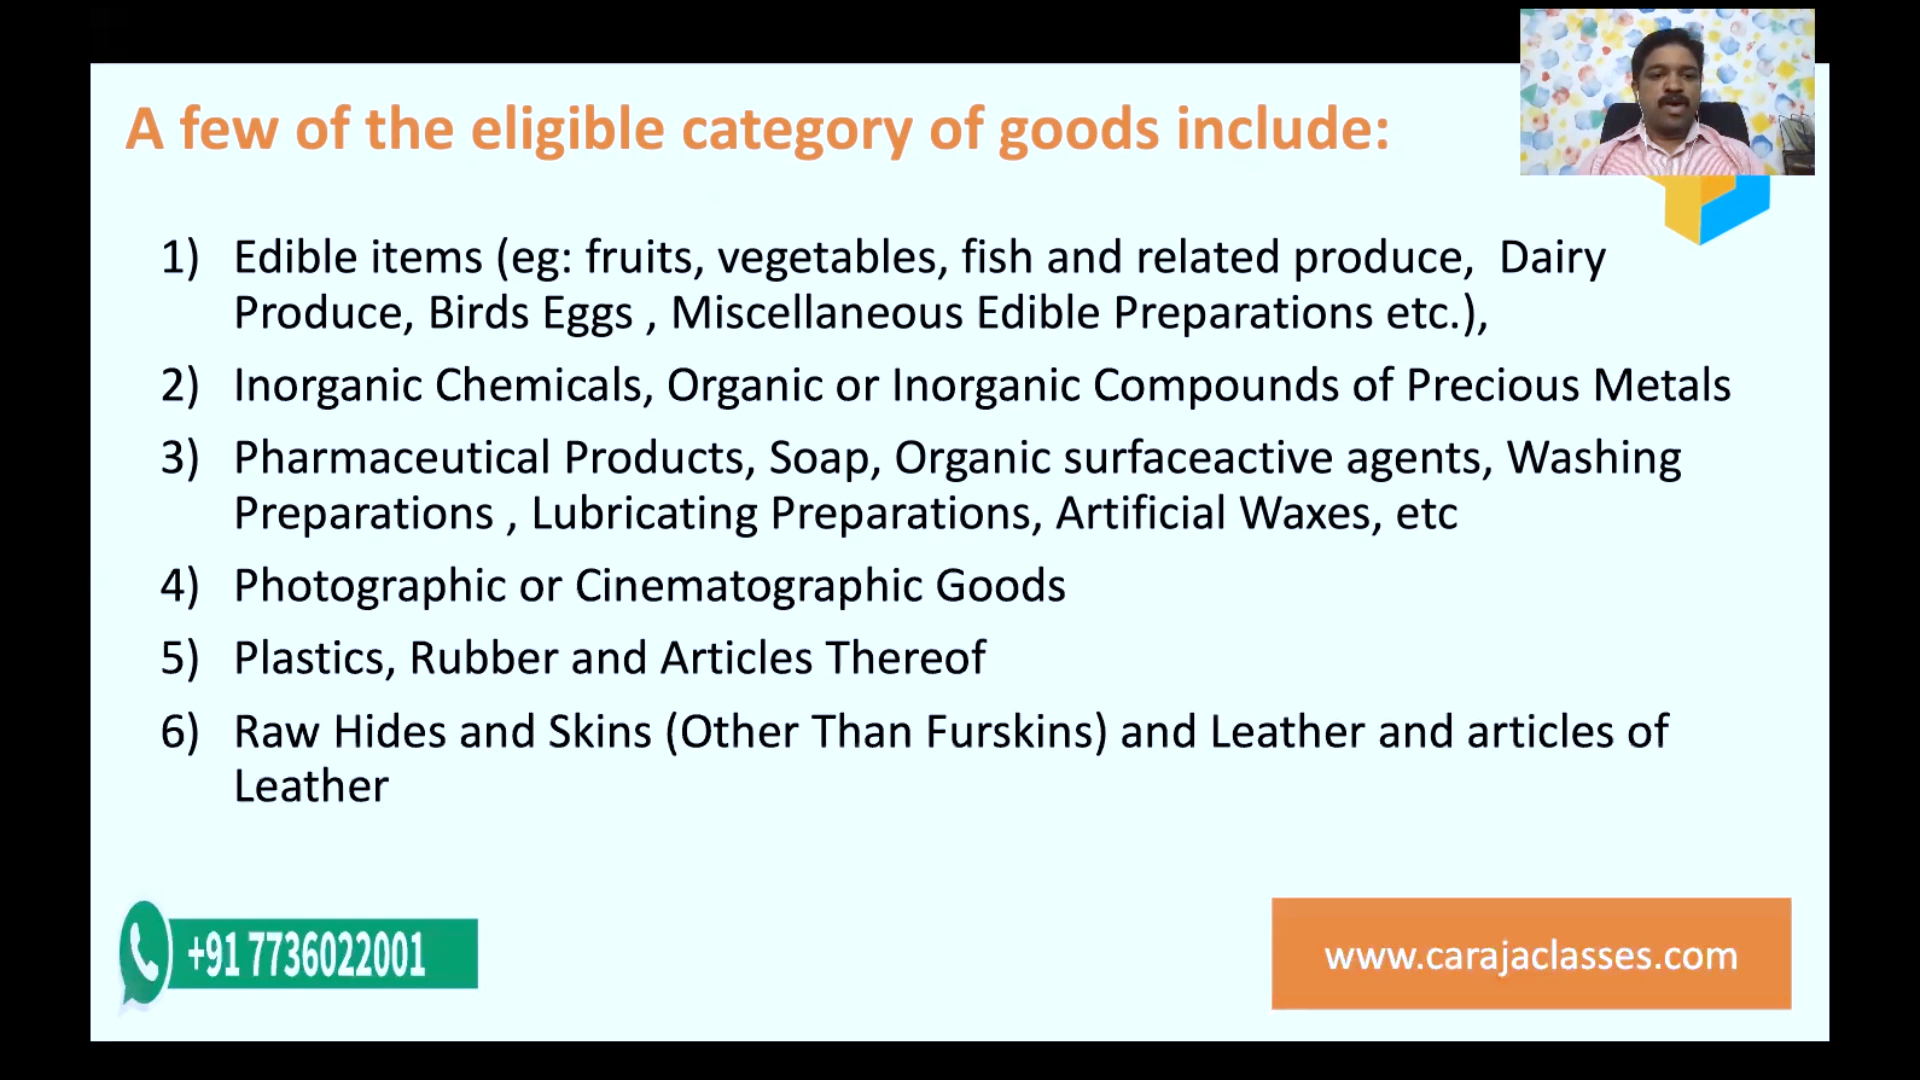 A few of the eligible category of goods include:
1) Edible items (eg: fruits, vegetables, fish and related produce, Dairy
Produce, Birds Eggs , Miscellaneous Edible Preparations etc.),
2) Inorganic Chemicals, Organic or Inorganic Compounds of Precious Metals
3) Pharmaceutical Products, Soap, Organic surfaceactive agents, Washing
Preparations , Lubricating Preparations, Artificial Waxes, etc
4) Photographic or Cinematographic Goods
5) Plastics, Rubber and Articles Thereof
6) Raw Hides and Skins (Other Than Furskins) and Leather and articles of
Leather
+91 7736022001
www.carajaclasses.com